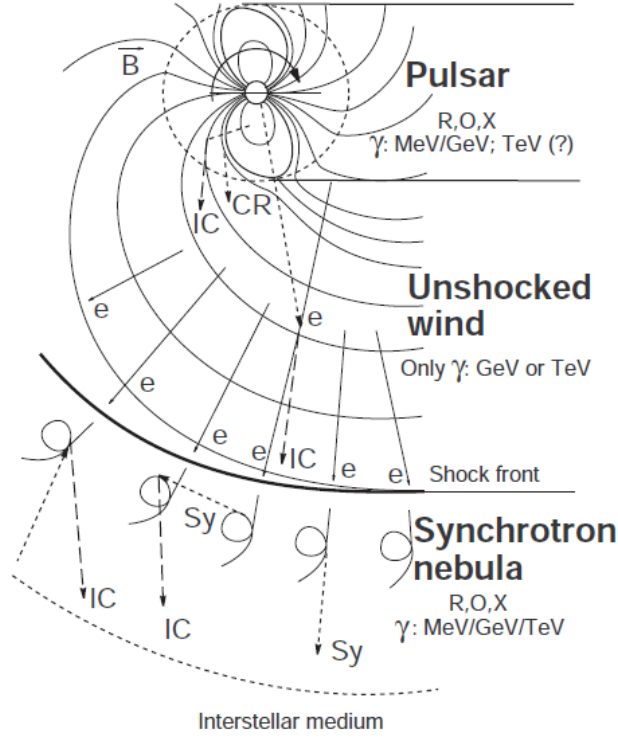 B
Pulsar
R,O,X
γ: MeV/GeV; TeV (?)
IC
CR
Unshocked
wind
Only γ: GeV or TeV
e
e
e
e
e
IC
e
e
Shock front
Sy
Synchrotron
nebula
R,O,X
γ: MeV/GeV/TeV
IC
IC
Sy
Interstellar medium